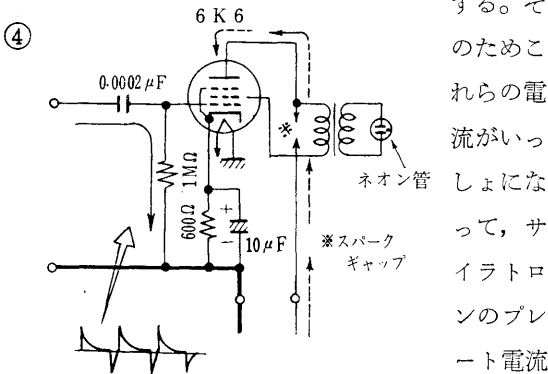 ④
6K6
0.0002μF
1MΩ
600Ω
+
−
10μF
※
ネオン管
※スパーク
ギャップ
する。そ
のためこ
れらの電
流がいっ
しょにな
って,サ
イラトロ
ンのプレ
ート電流